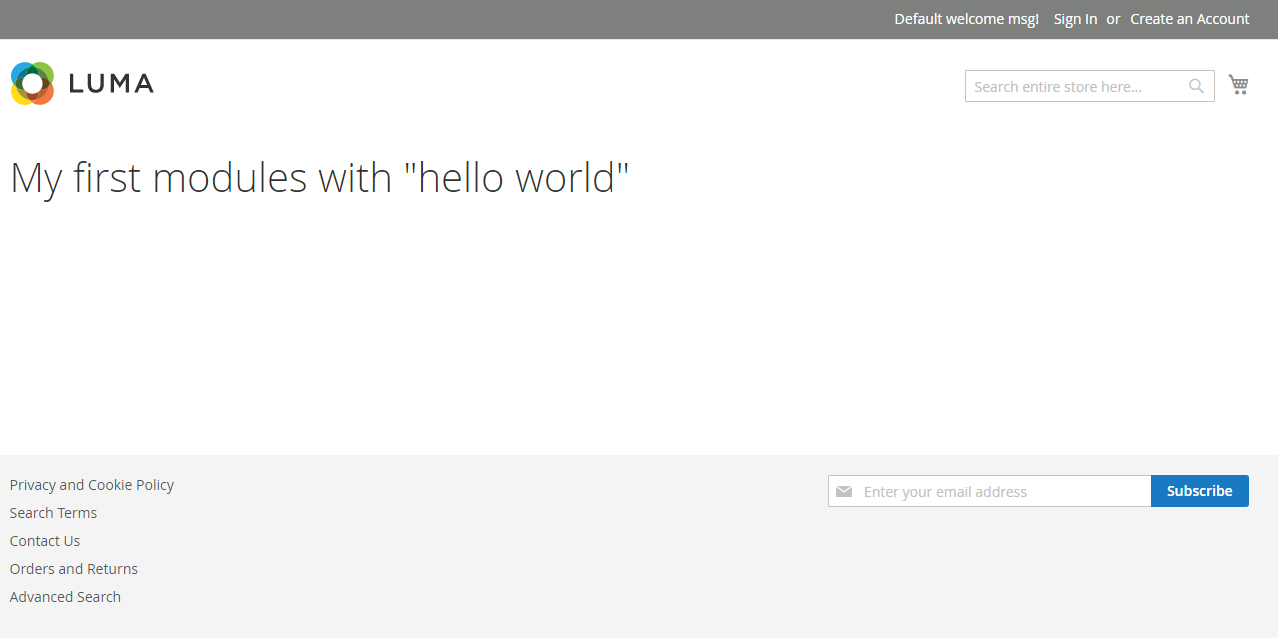 Default welcome msg! Sign In or Create an Account
LUMA
Search entire store here...
My first modules with "hello world"
Privacy and Cookie Policy
Search Terms
Contact Us
Orders and Returns
Advanced Search
Enter your email address
Subscribe